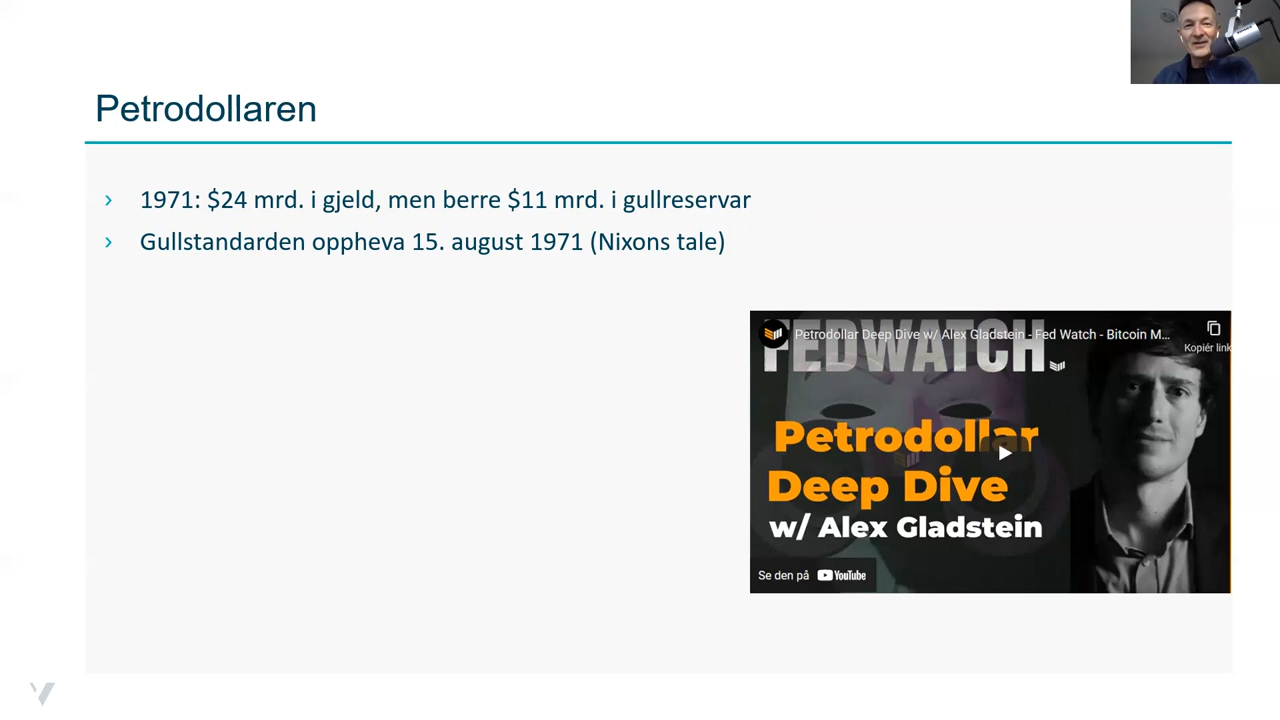 Petrodollaren
› 1971: $24 mrd. i gjeld, men berre $11 mrd. i gullreservar
› Gullstandarden oppheva 15. august 1971 (Nixons tale)
FEDWATCH.
Petrodollar Deep Dive w/ Alex Gladstein - Fed Watch - Bitcoin M...
Kopiér link
Petrodollar
Deep Dive
w/ Alex Gladstein
Se den på YouTube